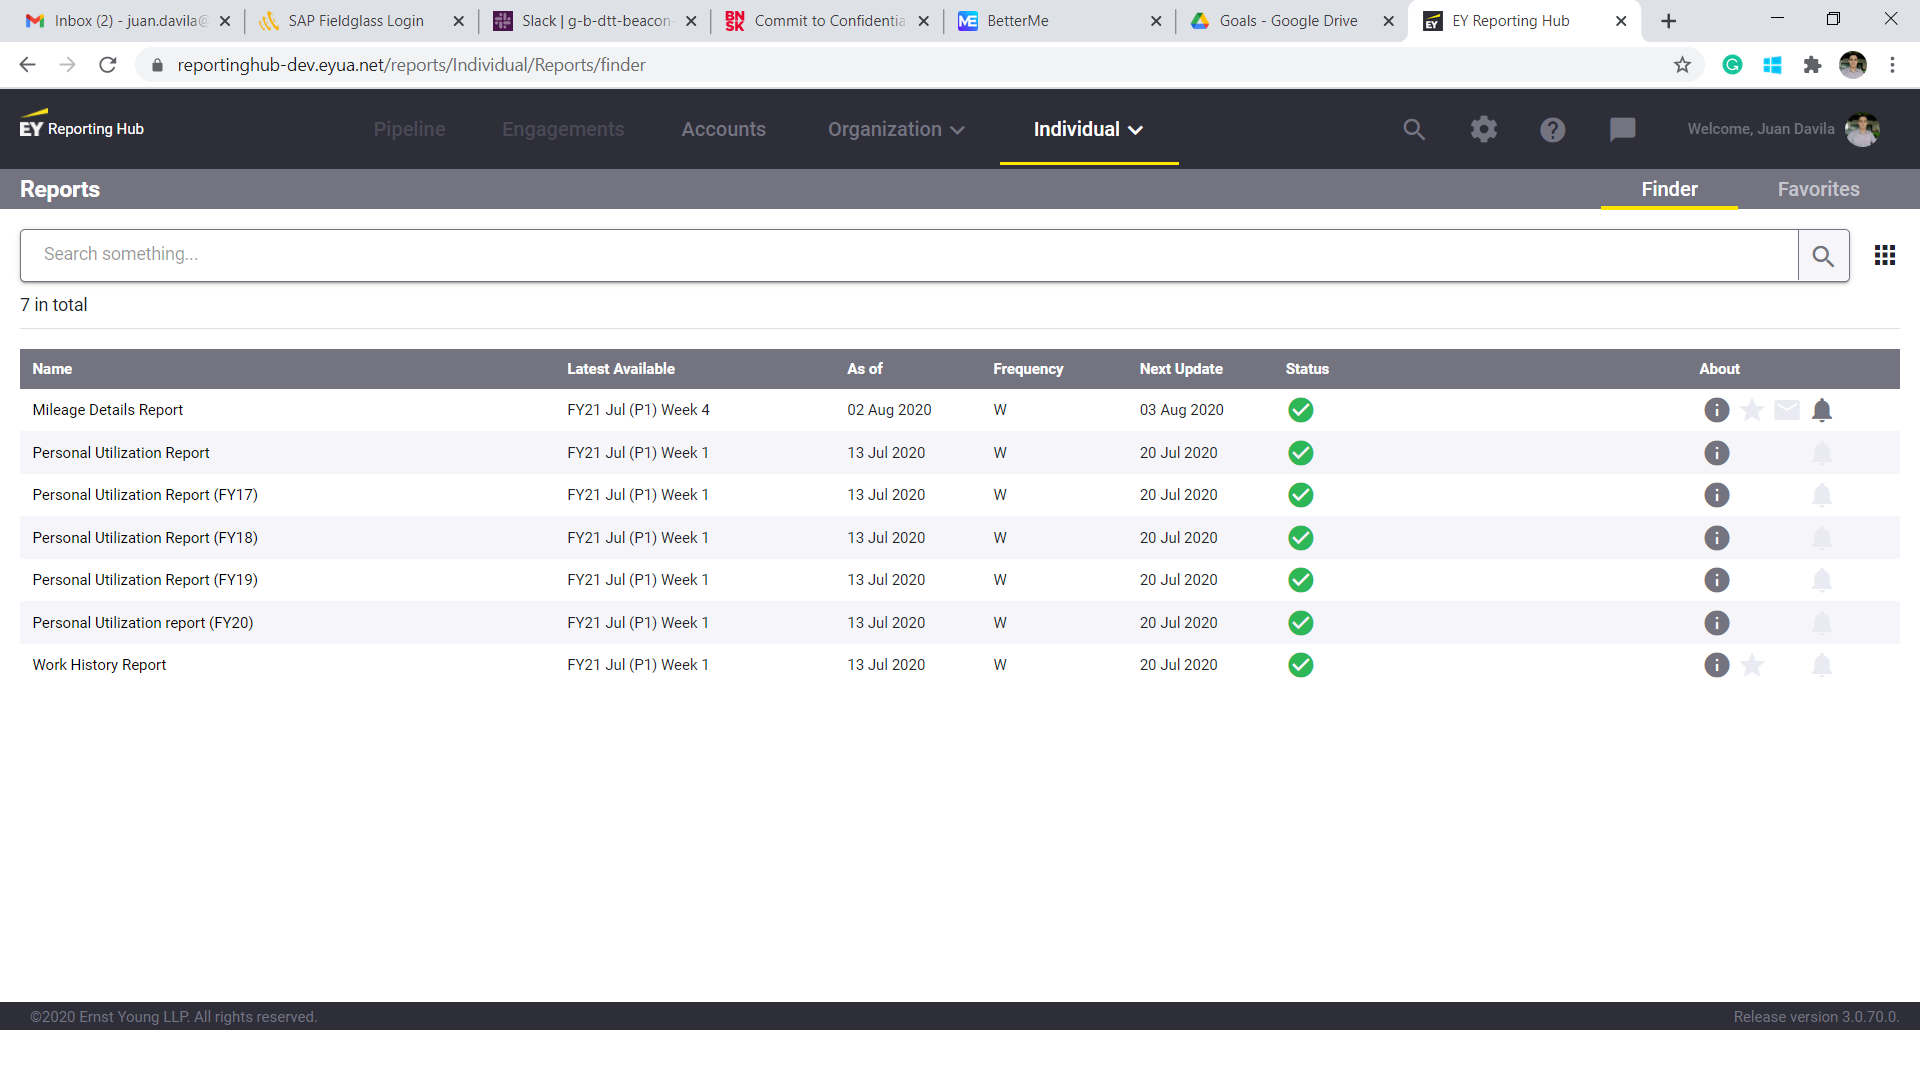 Inbox (2) - juan.davila@
SAP Fieldglass Login
Slack | g-b-dtt-beacon-
BN SK Commit to Confidentia
ME BetterMe
Goals - Google Drive
EY EY Reporting Hub
reportinghub-dev.eyua.net/reports/Individual/Reports/finder
EY Reporting Hub
Pipeline
Engagements
Accounts
Organization
Individual
Welcome, Juan Davila
Reports
Finder
Favorites
Search something...
7 in total
Name Latest Available As of Frequency Next Update Status About
Mileage Details Report FY21 Jul (P1) Week 4 02 Aug 2020 W 03 Aug 2020
Personal Utilization Report FY21 Jul (P1) Week 1 13 Jul 2020 W 20 Jul 2020
Personal Utilization Report (FY17) FY21 Jul (P1) Week 1 13 Jul 2020 W 20 Jul 2020
Personal Utilization Report (FY18) FY21 Jul (P1) Week 1 13 Jul 2020 W 20 Jul 2020
Personal Utilization Report (FY19) FY21 Jul (P1) Week 1 13 Jul 2020 W 20 Jul 2020
Personal Utilization report (FY20) FY21 Jul (P1) Week 1 13 Jul 2020 W 20 Jul 2020
Work History Report FY21 Jul (P1) Week 1 13 Jul 2020 W 20 Jul 2020
©2020 Ernst Young LLP. All rights reserved.
Release version 3.0.70.0.